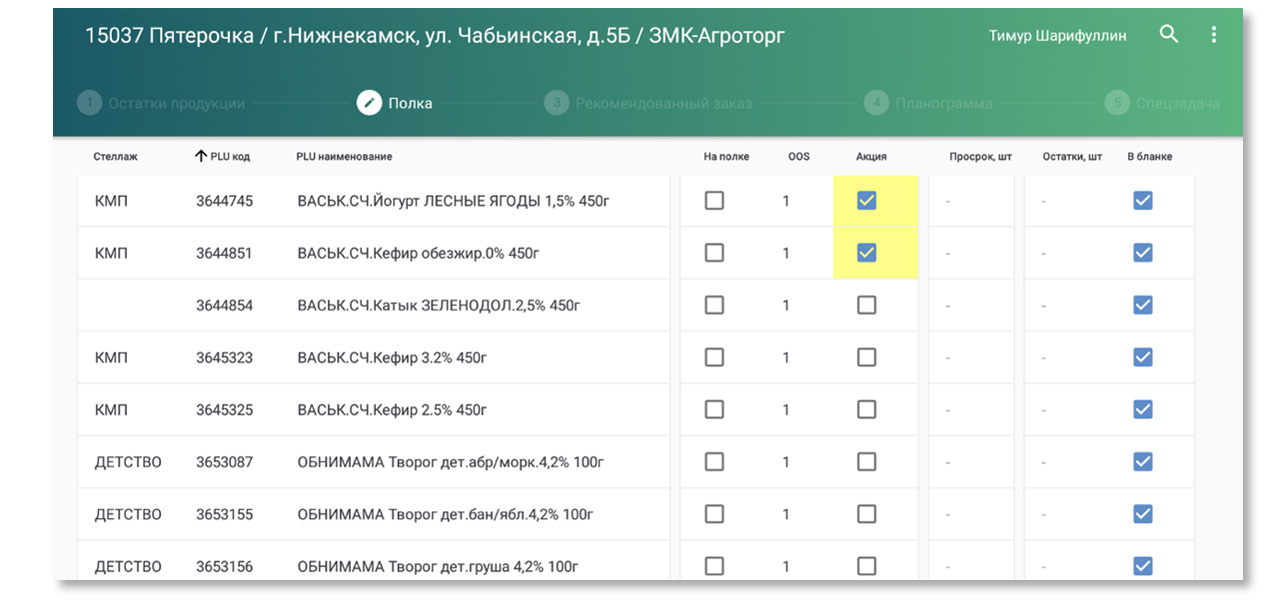 15037 Пятерочка / г.Нижнекамск, ул. Чабьинская, д.5Б / ЗМК-Агроторг Тимур Шарифуллин
1 Остатки продукции Полка 3 Рекомендованный заказ 4 Планограмма 5 Спецзадача
Стеллаж PLU код PLU наименование На полке OOS Акция Просрок, шт Остатки, шт В бланке
КМП 3644745 ВАСЬК.СЧ.Йогурт ЛЕСНЫЕ ЯГОДЫ 1,5% 450г 1 - -
КМП 3644851 ВАСЬК.СЧ.Кефир обезжир.0% 450г 1 - -
3644854 ВАСЬК.СЧ.Катык ЗЕЛЕНОДОЛ.2,5% 450г 1 - -
КМП 3645323 ВАСЬК.СЧ.Кефир 3.2% 450г 1 - -
КМП 3645325 ВАСЬК.СЧ.Кефир 2.5% 450г 1 - -
ДЕТСТВО 3653087 ОБНИМАМА Творог дет.абр/морк.4,2% 100г 1 - -
ДЕТСТВО 3653155 ОБНИМАМА Творог дет.бан/ябл.4,2% 100г 1 - -
ДЕТСТВО 3653156 ОБНИМАМА Творог дет.груша 4,2% 100г 1 - -